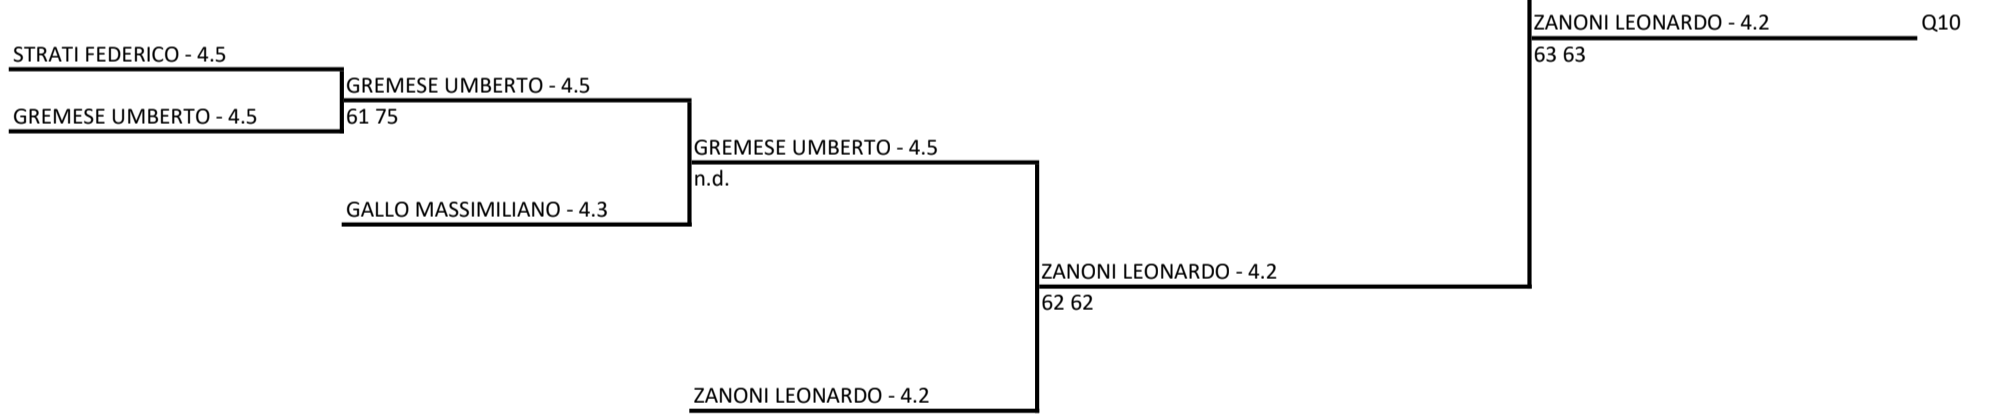 ZANONI LEONARDO - 4.2
Q10
63 63
STRATI FEDERICO - 4.5
GREMESE UMBERTO - 4.5
GREMESE UMBERTO - 4.5
61 75
GREMESE UMBERTO - 4.5
n.d.
GALLO MASSIMILIANO - 4.3
ZANONI LEONARDO - 4.2
62 62
ZANONI LEONARDO - 4.2